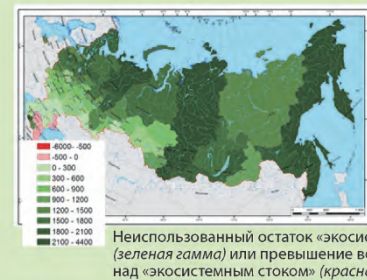 -6000- -500
-500 - 0
0 - 300
300 - 600
600 - 900
900 - 1200
1200 - 1500
1500 - 1800
1800 - 2100
2100 - 4400
Неиспользованный остаток «экосис
(зеленая гамма) или превышение во
над «экосистемным стоком» (красн